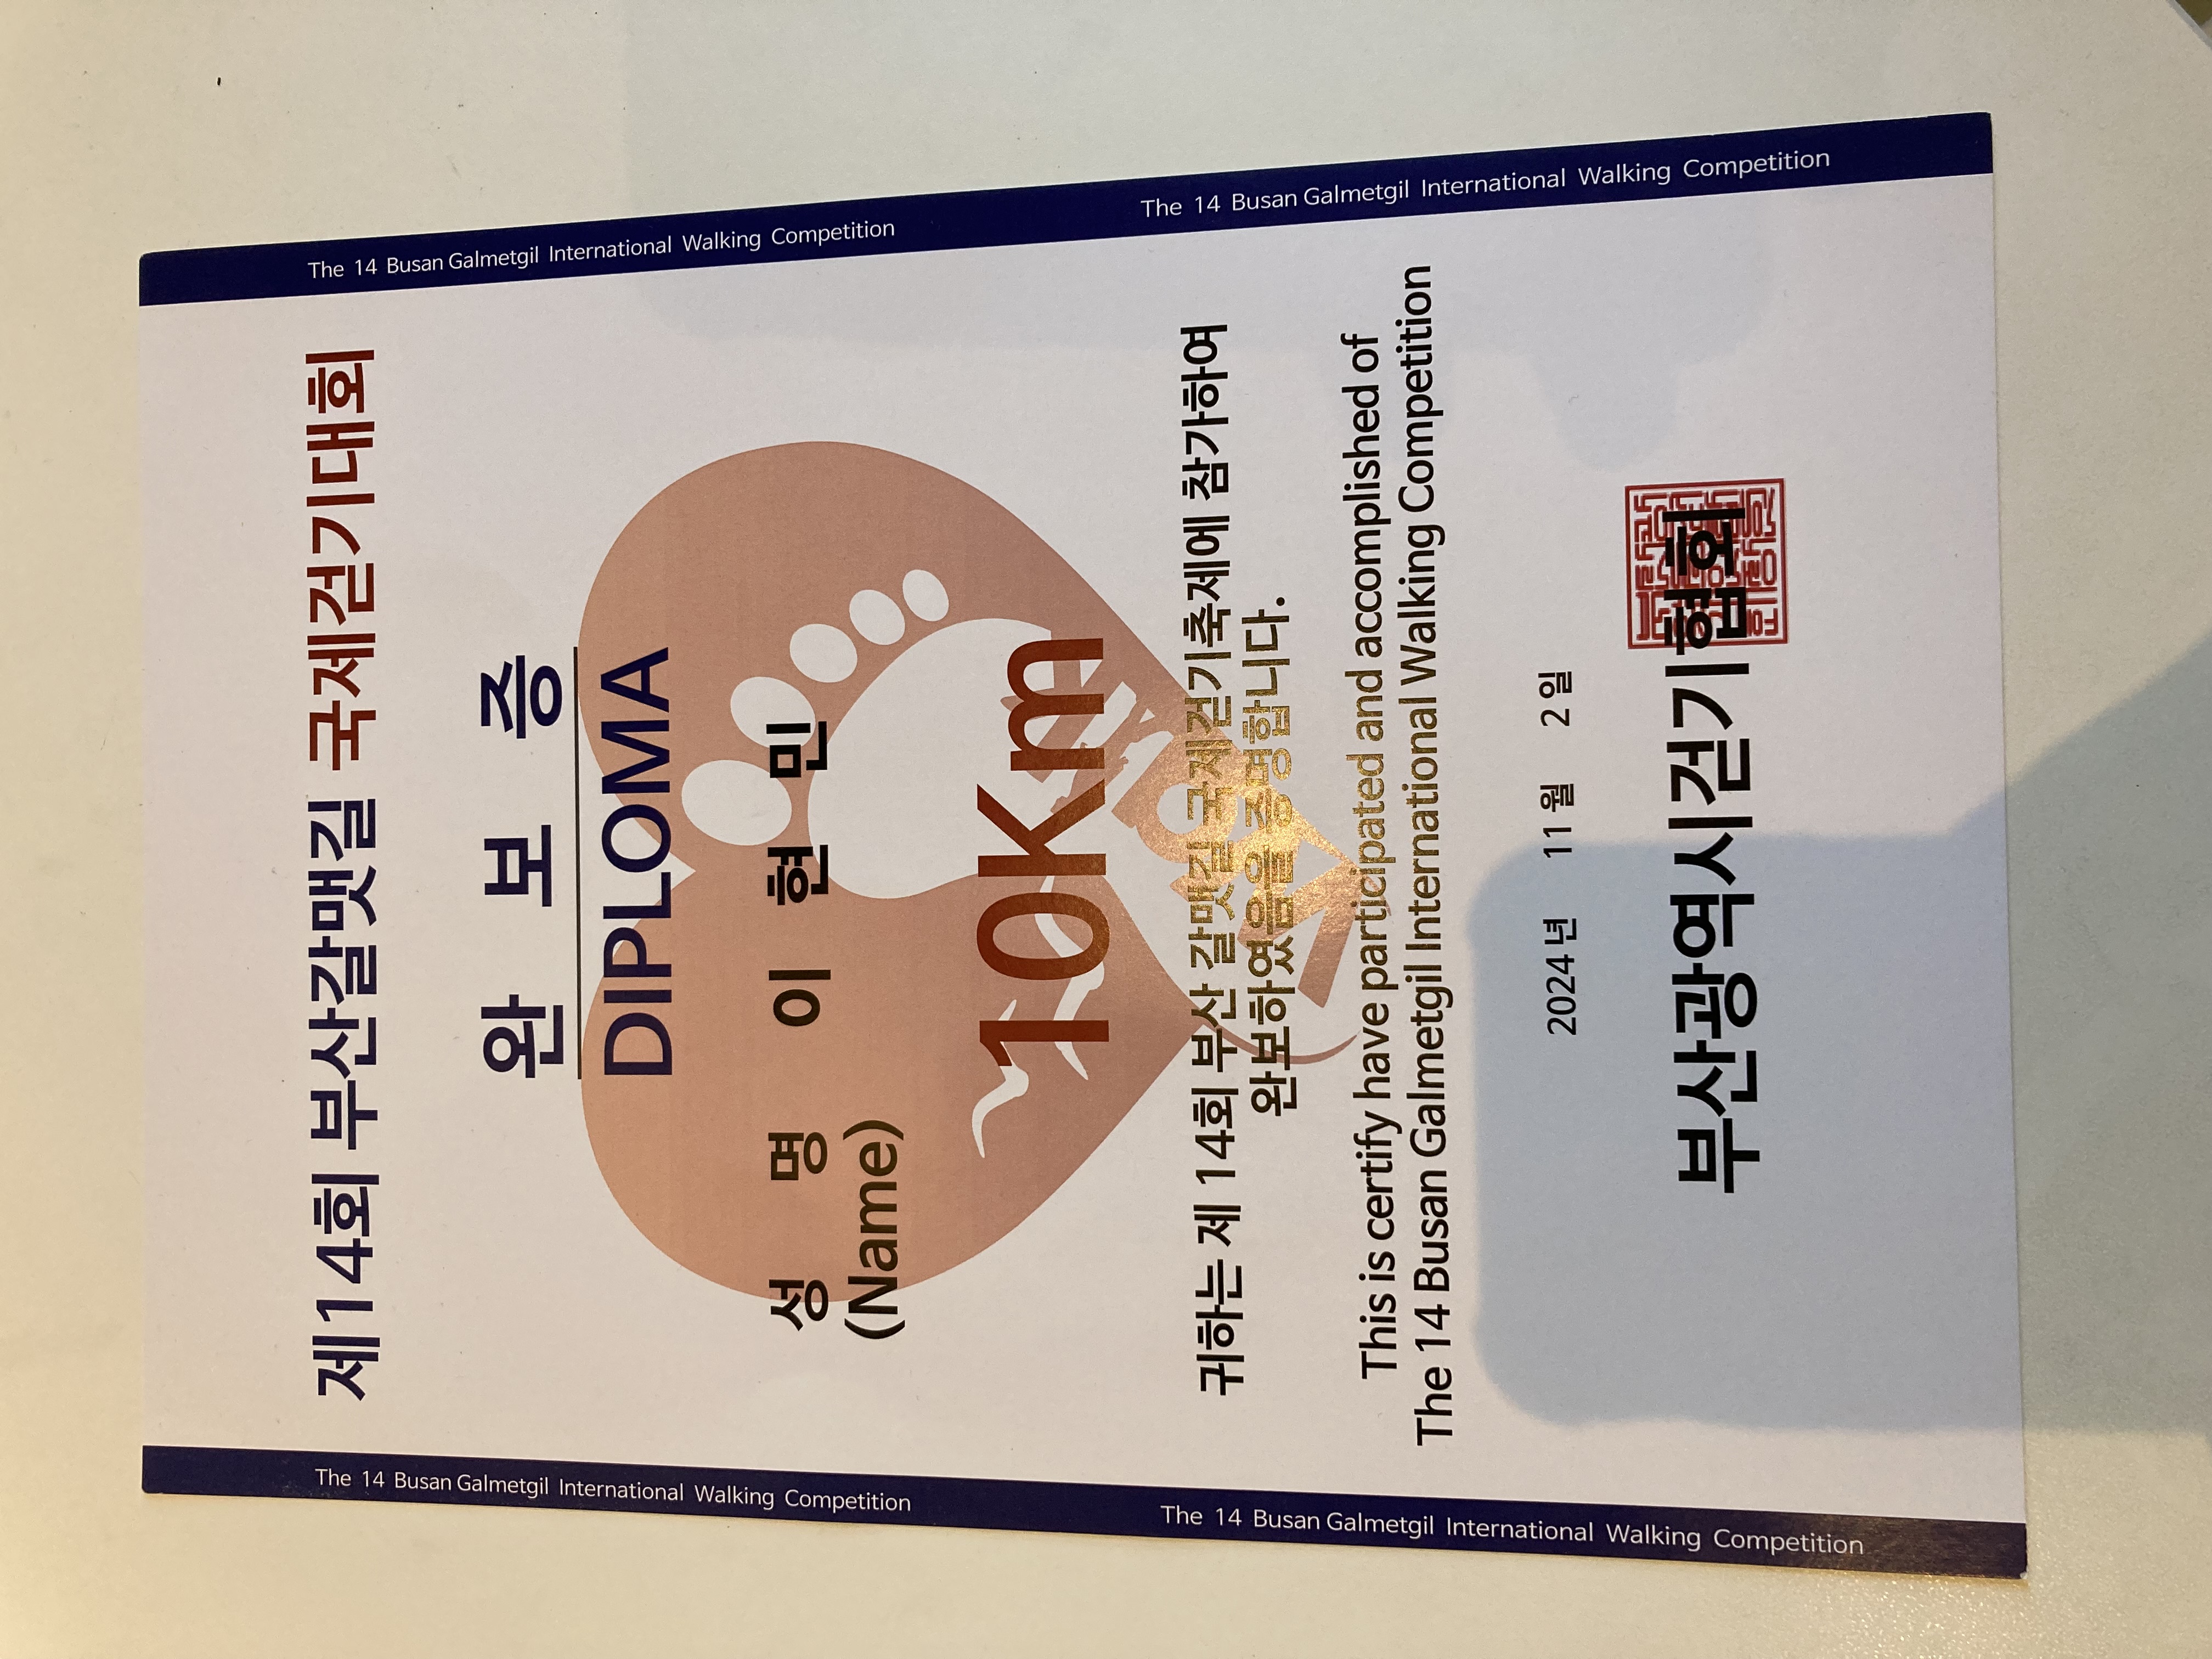 The 14 Busan Galmetgil International Walking Competition
The 14 Busan Galmetgil International Walking Competition
제14회 부산갈맷길 국제걷기대회
완 보 증
DIPLOMA
성 명 이 현 민
(Name)
10Km
귀하는 제 14회 부산 갈맷길 국제걷기축제에 참가하여
완보하였음을 증명합니다.
This is certify have participated and accomplished of
The 14 Busan Galmetgil International Walking Competition
2024년 11월 2일
부산광역시걷기협회
The 14 Busan Galmetgil International Walking Competition
The 14 Busan Galmetgil International Walking Competition